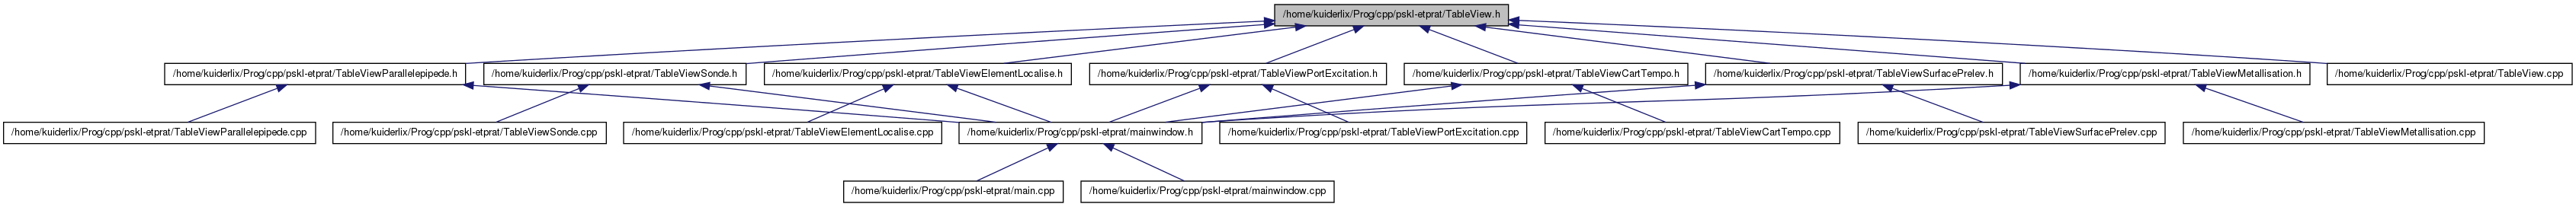 /home/kuiderlix/Prog/cpp/pskl-etprat/TableView.h
/home/kuiderlix/Prog/cpp/pskl-etprat/TableViewParallelepipede.h
/home/kuiderlix/Prog/cpp/pskl-etprat/TableViewSonde.h
/home/kuiderlix/Prog/cpp/pskl-etprat/TableViewElementLocalise.h
/home/kuiderlix/Prog/cpp/pskl-etprat/TableViewPortExcitation.h
/home/kuiderlix/Prog/cpp/pskl-etprat/TableViewCartTempo.h
/home/kuiderlix/Prog/cpp/pskl-etprat/TableViewSurfacePrelev.h
/home/kuiderlix/Prog/cpp/pskl-etprat/TableViewMetallisation.h
/home/kuiderlix/Prog/cpp/pskl-etprat/TableView.cpp
/home/kuiderlix/Prog/cpp/pskl-etprat/TableViewParallelepipede.cpp
/home/kuiderlix/Prog/cpp/pskl-etprat/TableViewSonde.cpp
/home/kuiderlix/Prog/cpp/pskl-etprat/TableViewElementLocalise.cpp
/home/kuiderlix/Prog/cpp/pskl-etprat/mainwindow.h
/home/kuiderlix/Prog/cpp/pskl-etprat/TableViewPortExcitation.cpp
/home/kuiderlix/Prog/cpp/pskl-etprat/TableViewCartTempo.cpp
/home/kuiderlix/Prog/cpp/pskl-etprat/TableViewSurfacePrelev.cpp
/home/kuiderlix/Prog/cpp/pskl-etprat/TableViewMetallisation.cpp
/home/kuiderlix/Prog/cpp/pskl-etprat/main.cpp
/home/kuiderlix/Prog/cpp/pskl-etprat/mainwindow.cpp